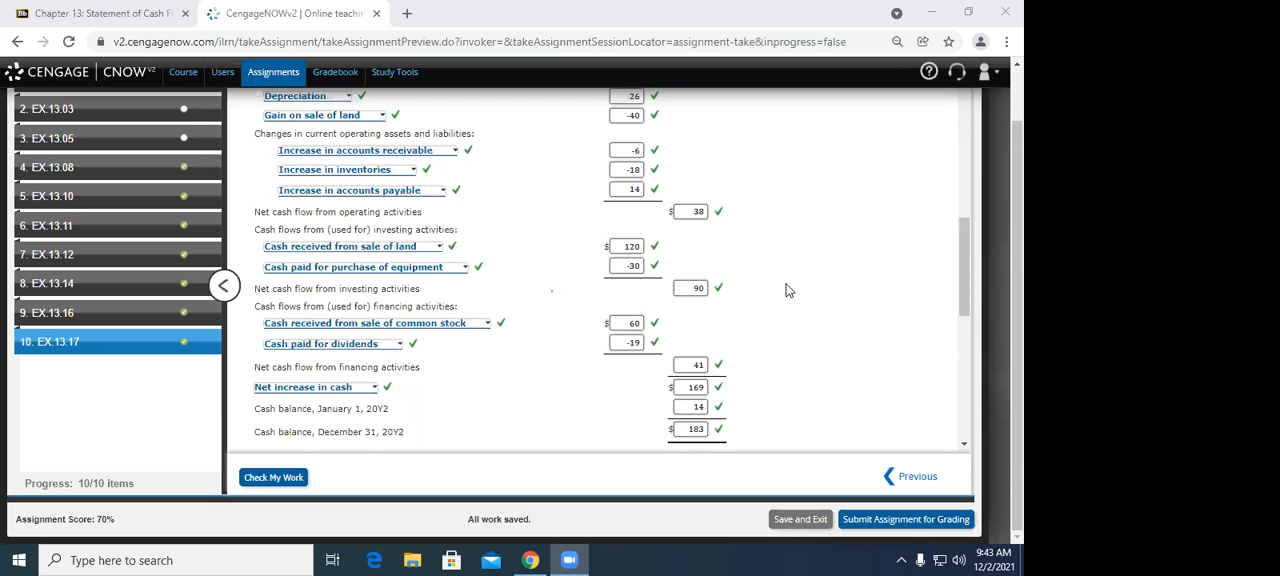 Chapter 13: Statement of Cash Fl
CengageNOWv2 | Online teachin
v2.cengagenow.com/ilrn/takeAssignment/takeAssignmentPreview.do?invoker=&takeAssignmentSessionLocator=assignment-take&inprogress=false
CENGAGE | CNOWv2 Course Users Assignments Gradebook Study Tools
2. EX.13.03
3. EX.13.05
4. EX.13.08
5. EX.13.10
6. EX.13.11
7. EX.13.12
8. EX.13.14
9. EX.13.16
10. EX.13.17
Progress: 10/10 items
Depreciation 26
Gain on sale of land -40
Changes in current operating assets and liabilities:
Increase in accounts receivable -6
Increase in inventories -18
Increase in accounts payable 14
Net cash flow from operating activities $ 38
Cash flows from (used for) investing activities:
Cash received from sale of land $ 120
Cash paid for purchase of equipment -30
Net cash flow from investing activities 90
Cash flows from (used for) financing activities:
Cash received from sale of common stock $ 60
Cash paid for dividends -19
Net cash flow from financing activities 41
Net increase in cash $ 169
Cash balance, January 1, 20Y2 14
Cash balance, December 31, 20Y2 $ 183
Check My Work
Previous
Assignment Score: 70% All work saved. Save and Exit Submit Assignment for Grading
Type here to search
9:43 AM
12/2/2021